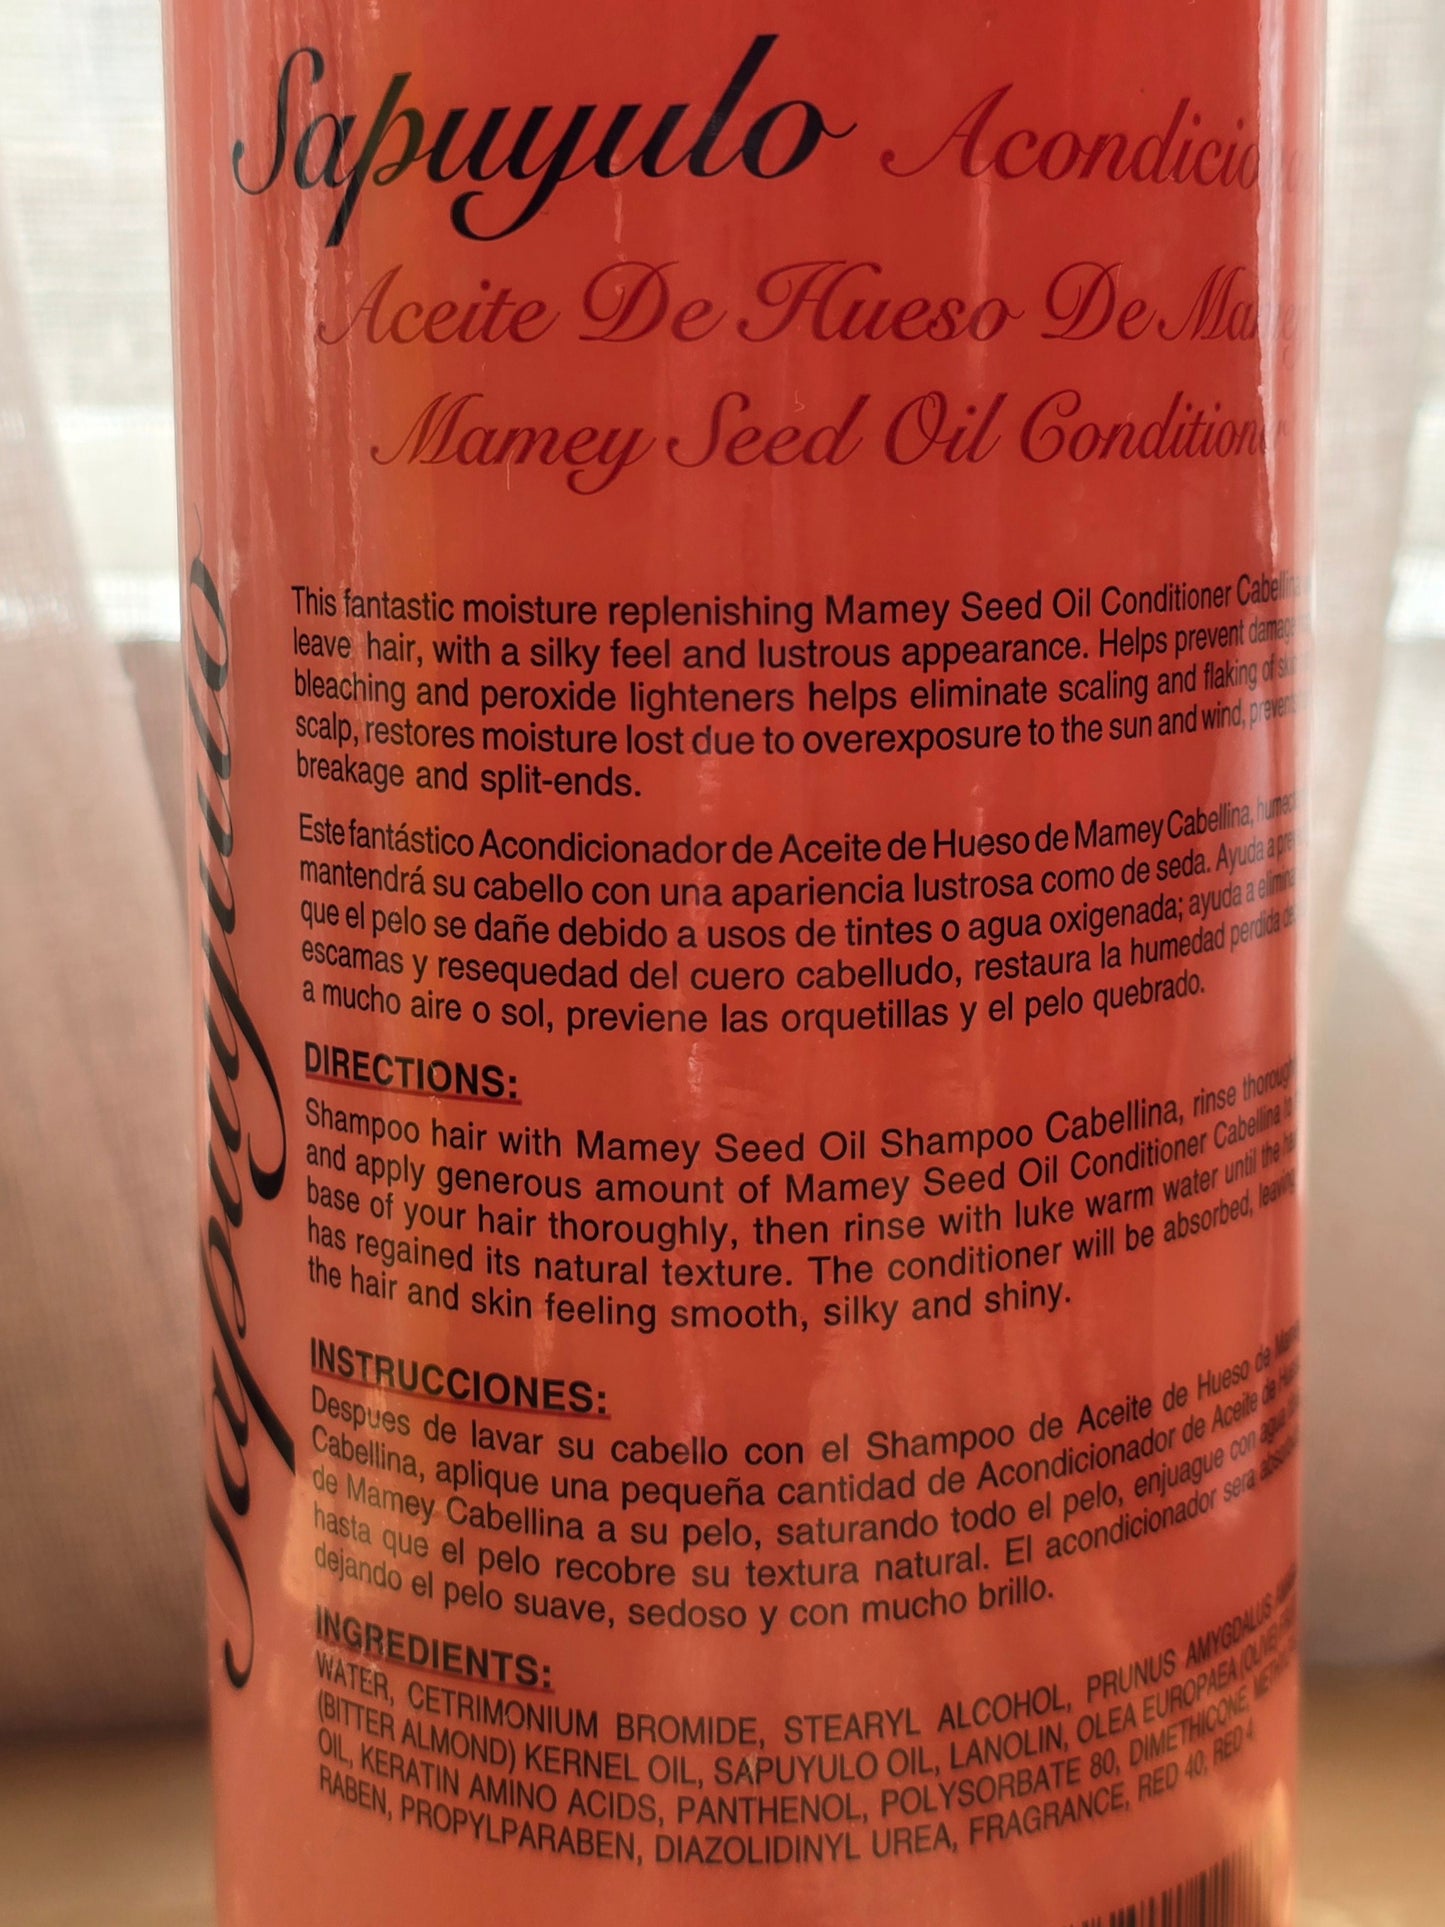 Sapuyulo
Aceite De Hueso De
Mamey Seed Oil Conditioner
This fantastic moisture replenishing Mamey Seed Oil Conditioner Cabellina
leave hair, with a silky feel and lustrous appearance. Helps prevent damage
bleaching and peroxide lighteners helps eliminate scaling and flaking of
scalp, restores moisture lost due to overexposure to the sun and wind,
breakage and split-ends.
Este fantástico Acondicionador de Aceite de Hueso de Mamey Cabellina,
mantendrá su cabello con una apariencia lustrosa como de seda. Ayuda a
que el pelo se dañe debido a usos de tintes o agua oxigenada; ayuda a
escamas y resequedad del cuero cabelludo, restaura la humedad perdida
a mucho aire o sol, previene las orquetillas y el pelo quebrado.
DIRECTIONS:
Shampoo hair with Mamey Seed Oil Shampoo Cabellina, rinse
and apply generous amount of Mamey Seed Oil Conditioner Cabellina to
base of your hair thoroughly, then rinse with luke warm water until the
has regained its natural texture. The conditioner will be absorbed, leaving
the hair and skin feeling smooth, silky and shiny.
INSTRUCCIONES:
Despues de lavar su cabello con el Shampoo de Aceite de Hueso de
Cabellina, aplique una pequeña cantidad de Acondicionador de Aceite de
de Mamey Cabellina a su pelo, saturando todo el pelo, enjuague con agua
hasta que el pelo recobre su textura natural. El acondicionador sera
dejando el pelo suave, sedoso y con mucho brillo.
INGREDIENTS:
WATER, CETRIMONIUM BROMIDE, STEARYL ALCOHOL, PRUNUS AMYGDALUS
(BITTER ALMOND) KERNEL OIL, SAPUYULO OIL, LANOLIN, OLEA EUROPAEA (OLIVE)
OIL, KERATIN AMINO ACIDS, PANTHENOL, POLYSORBATE 80, DIMETHICONE,
RABEN, PROPYLPARABEN, DIAZOLIDINYL UREA, FRAGRANCE, RED 40, RED 4
Sapuyulo